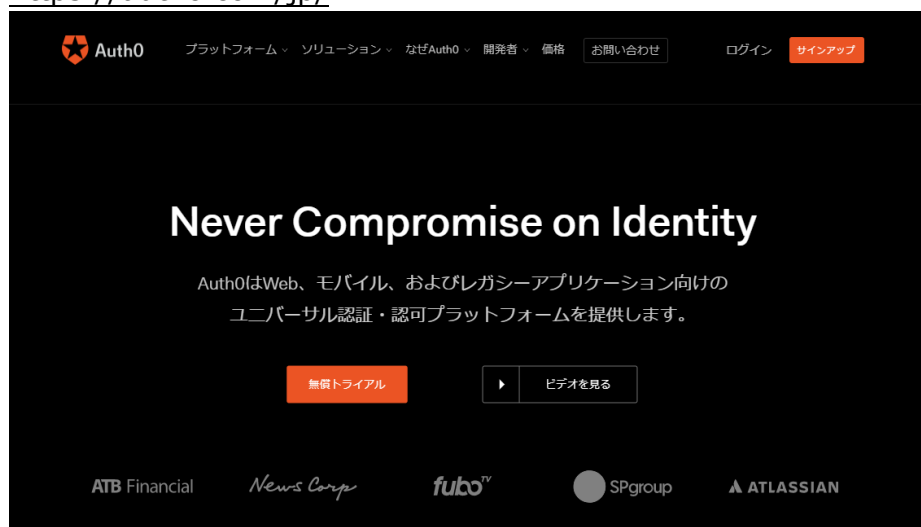 Auth0 プラットフォーム ソリューション なぜAuth0 開発者 価格 お問い合わせ ログイン サインアップ
Never Compromise on Identity
Auth0はWeb、モバイル、およびレガシーアプリケーション向けの
ユニバーサル認証・認可プラットフォームを提供します。
無償トライアル ビデオを見る
ATB Financial News Corp fubo TV SPgroup ATLASSIAN